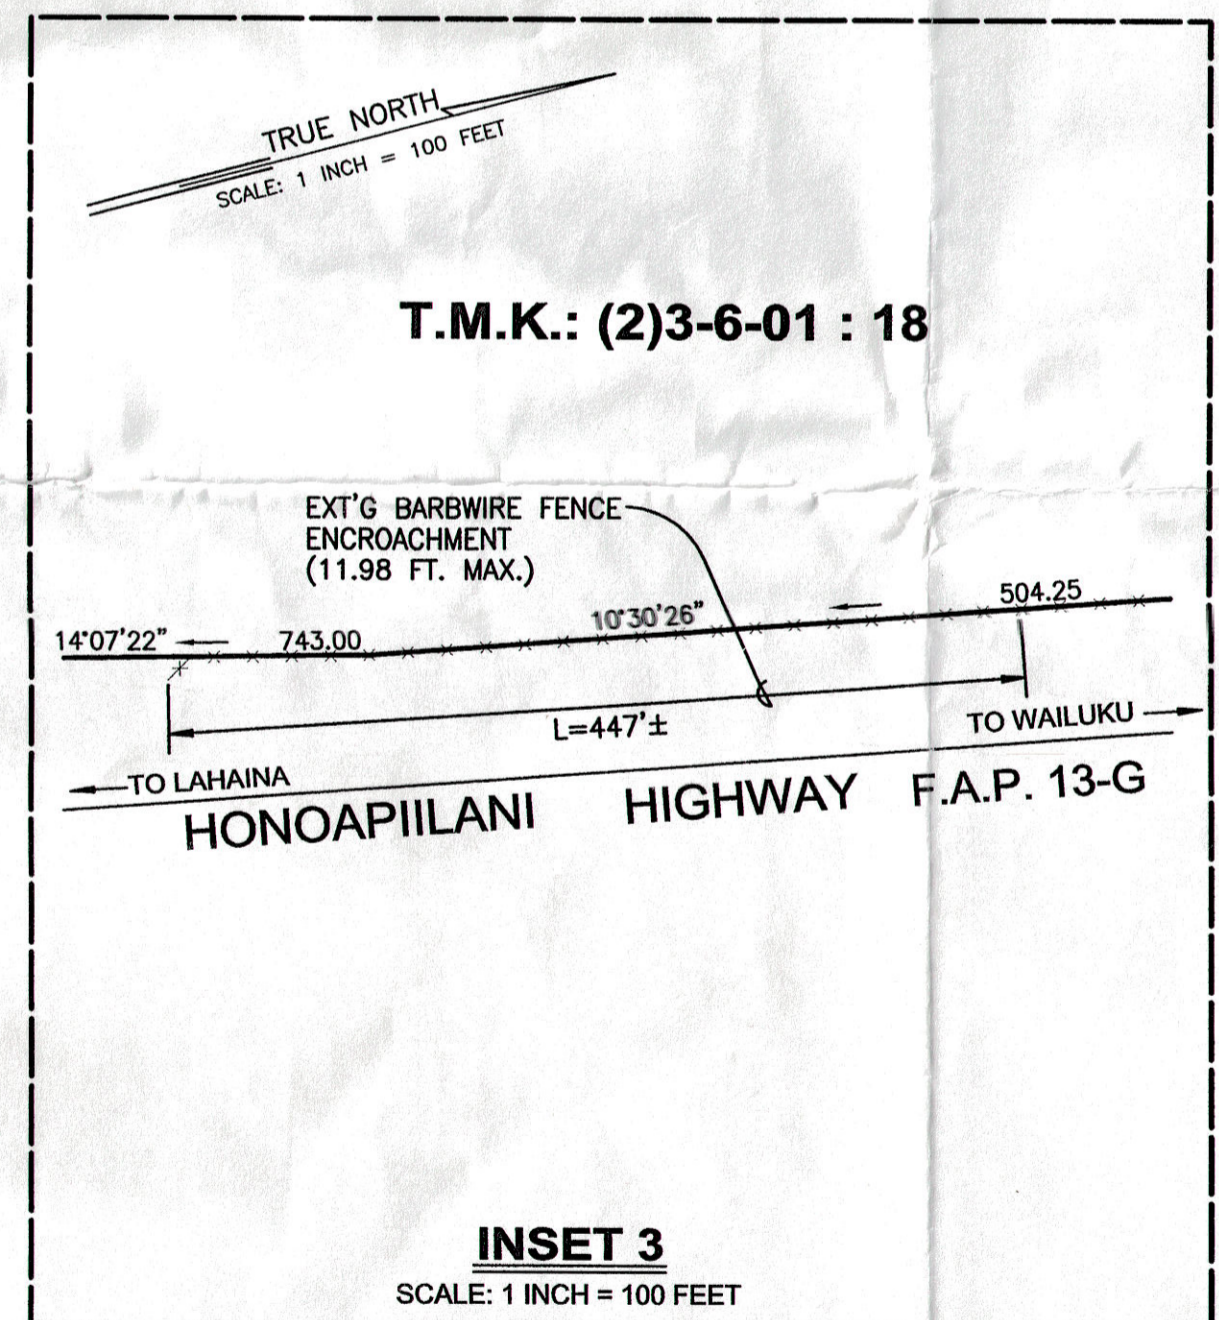 TRUE NORTH
SCALE: 1 INCH = 100 FEET
T.M.K.: (2)3-6-01 : 18
EXT'G BARBWIRE FENCE
ENCROACHMENT
(11.98 FT. MAX.)
504.25
10°30'26"
14°07'22"
743.00
L=447'±
TO WAILUKU
TO LAHAINA
HONOAPIILANI HIGHWAY F.A.P. 13-G
INSET 3
SCALE: 1 INCH = 100 FEET